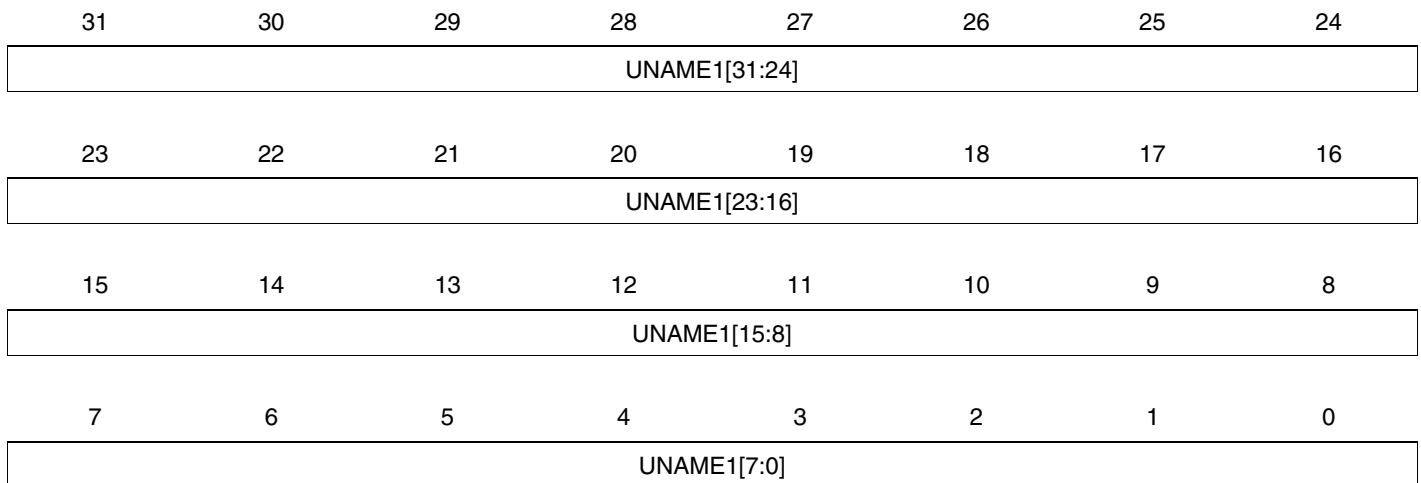 31 30 29 28 27 26 25 24
UNAME1[31:24]
23 22 21 20 19 18 17 16
UNAME1[23:16]
15 14 13 12 11 10 9 8
UNAME1[15:8]
7 6 5 4 3 2 1 0
UNAME1[7:0]